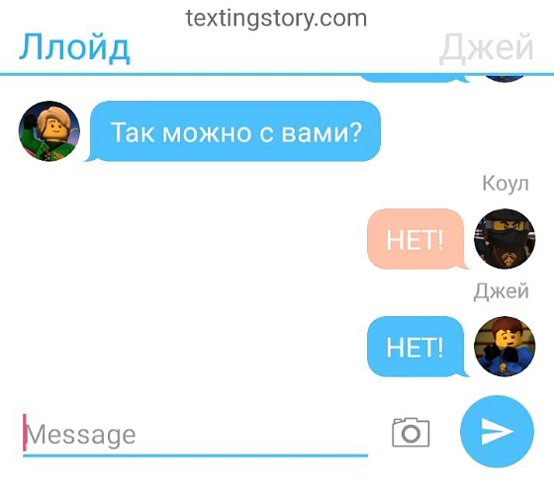 textingstory.com
Ллойд
Джей
Так можно с вами?
Коул
НЕТ!
Джей
НЕТ!
Message